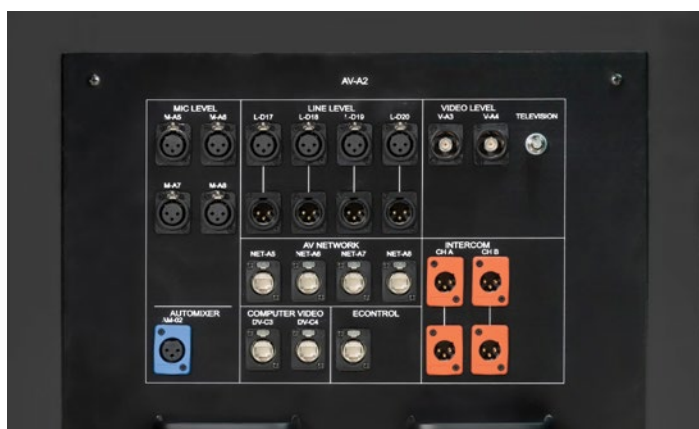 AV-A2
MIC LEVEL
M-A5 M-A6
M-A7 M-A8
LINE LEVEL
L-D17 L-D18 L-D19 L-D20
VIDEO LEVEL
V-A3 V-A4 TELEVISION
AV NETWORK
NET-A5 NET-A6 NET-A7 NET-A8
INTERCOM
CH A CH B
AUTOMIXER
AM-02
COMPUTER VIDEO
DV-C3 DV-C4
ECONTROL